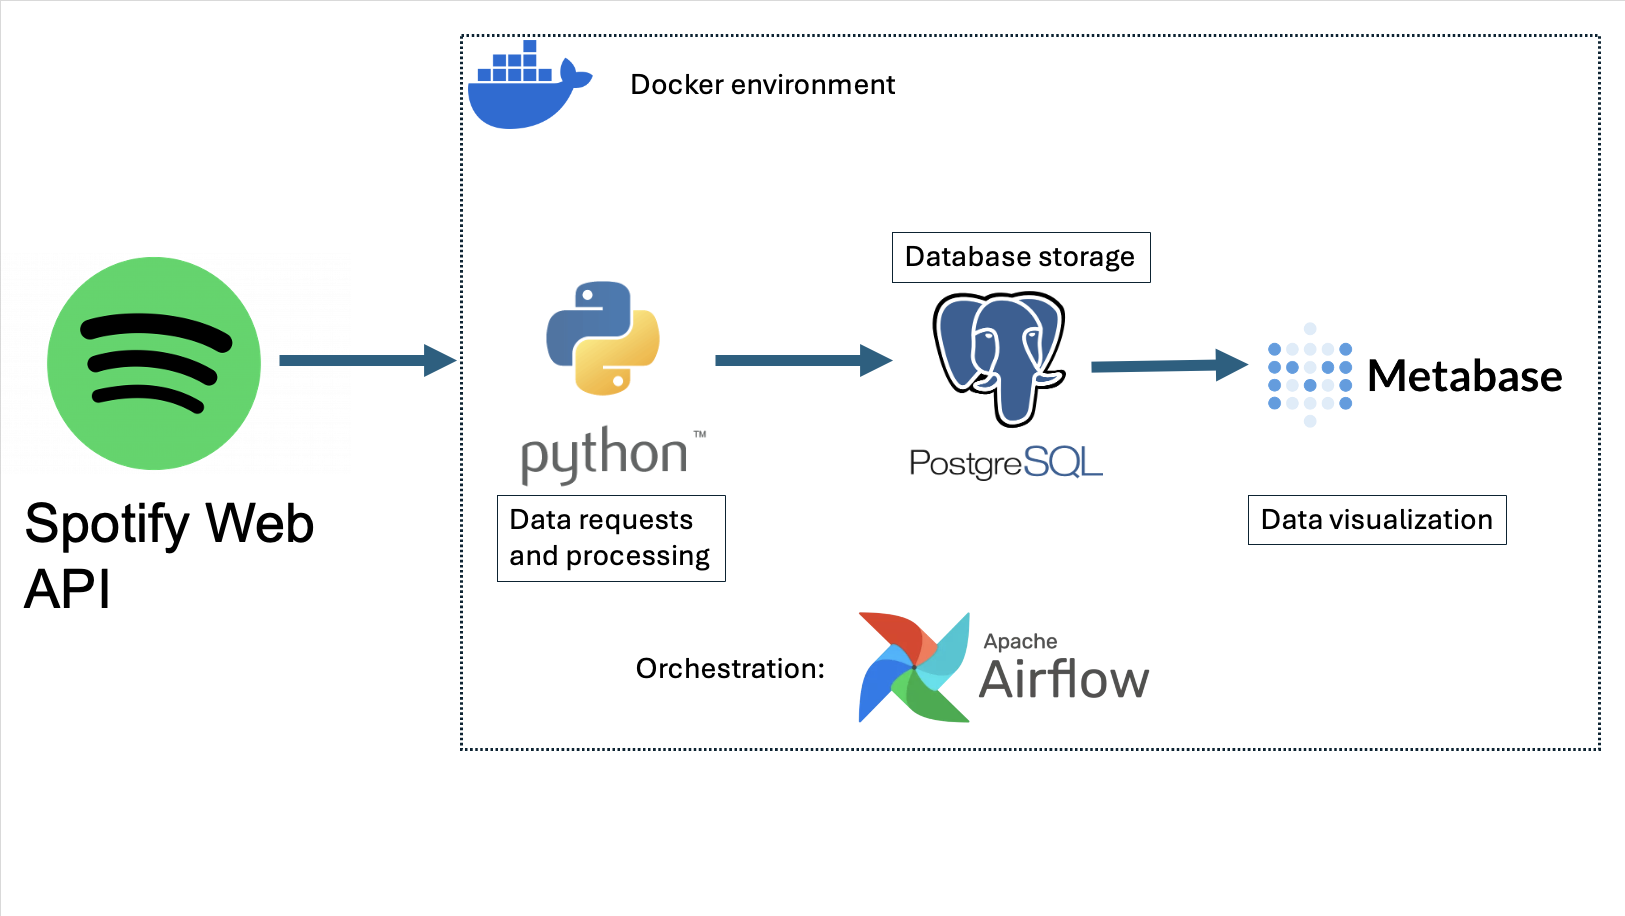 Docker environment
Database storage
Metabase
python™
PostgreSQL
Spotify Web
API
Data requests
and processing
Data visualization
Orchestration:
Apache
Airflow